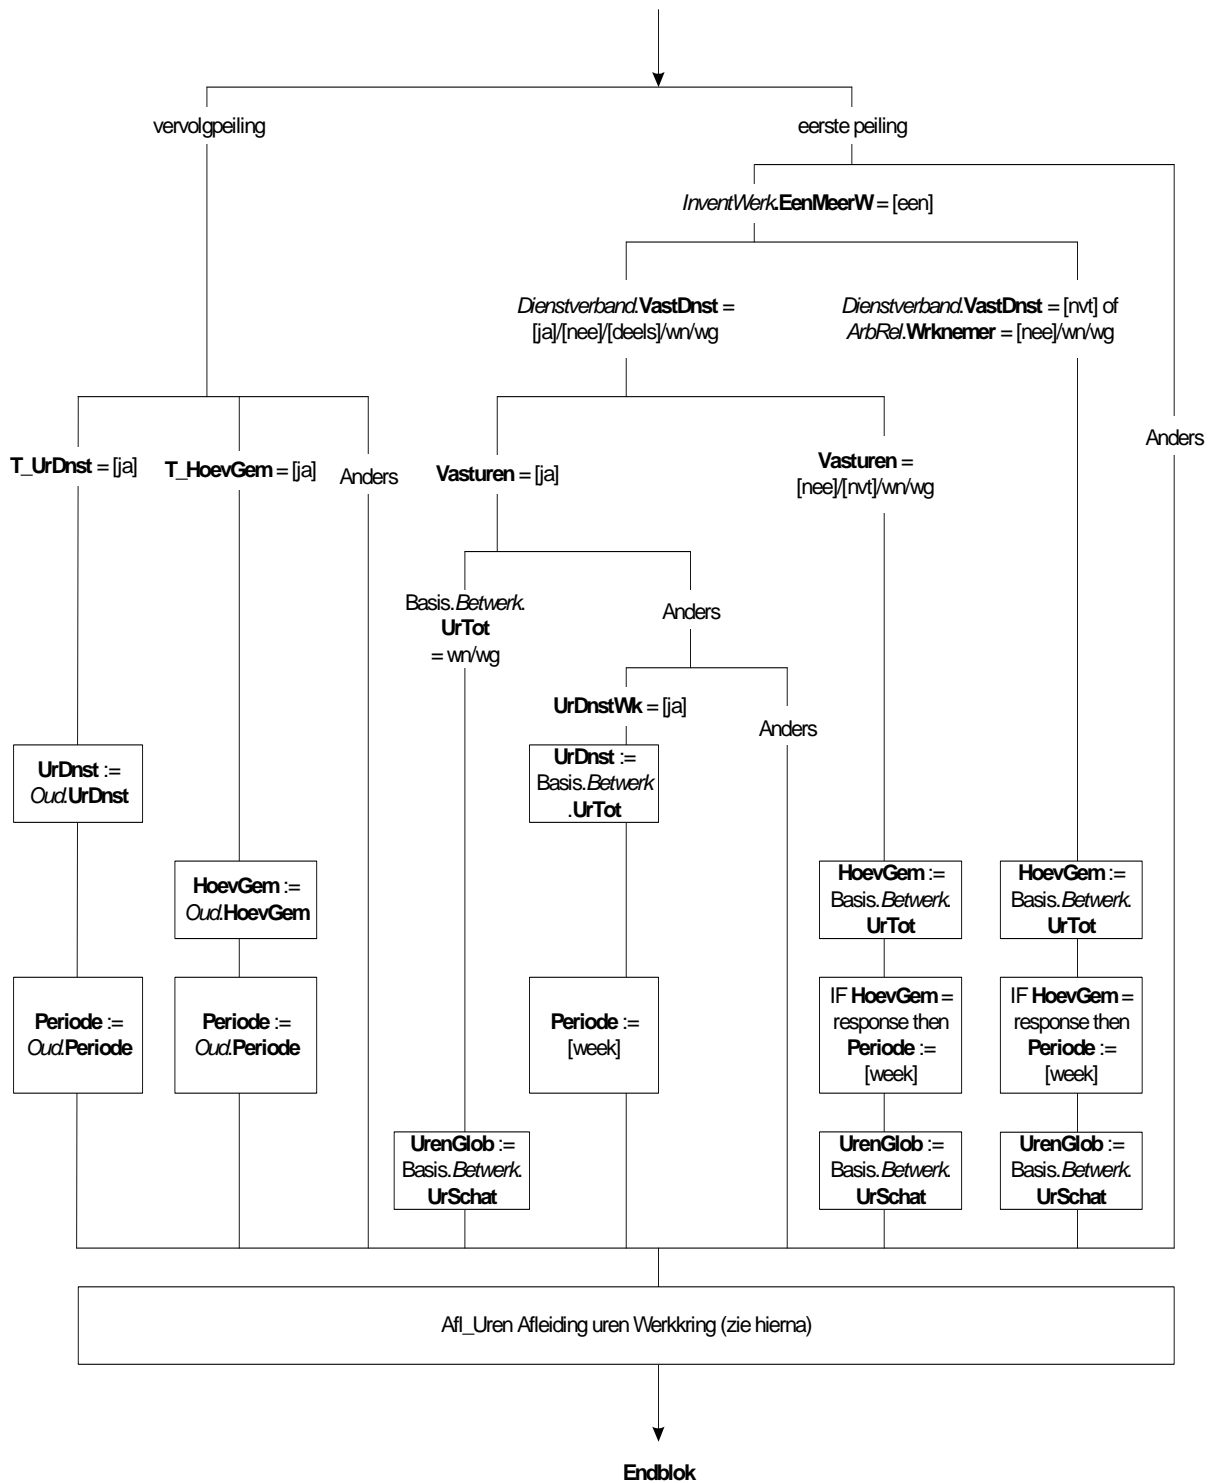 vervolgpeiling
eerste peiling
InventWerk.EenMeerW = [een]
Dienstverband.VastDnst =
[ja]/[nee]/[deels]/wn/wg
Dienstverband.VastDnst = [nvt] of
ArbRel.Wrknemer = [nee]/wn/wg
Anders
T_UrDnst = [ja]
T_HoevGem = [ja]
Anders
Vasturen = [ja]
Vasturen =
[nee]/[nvt]/wn/wg
Basis.Betwerk.
UrTot
= wn/wg
Anders
UrDnstWk = [ja]
Anders
UrDnst :=
Oud.UrDnst
UrDnst :=
Basis.Betwerk
.UrTot
HoevGem :=
Oud.HoevGem
HoevGem :=
Basis.Betwerk.
UrTot
HoevGem :=
Basis.Betwerk.
UrTot
Periode :=
Oud.Periode
Periode :=
Oud.Periode
Periode :=
[week]
IF HoevGem =
response then
Periode :=
[week]
IF HoevGem =
response then
Periode :=
[week]
UrenGlob :=
Basis.Betwerk.
UrSchat
UrenGlob :=
Basis.Betwerk.
UrSchat
UrenGlob :=
Basis.Betwerk.
UrSchat
Afl_Uren Afleiding uren Werkkring (zie hierna)
Endblok